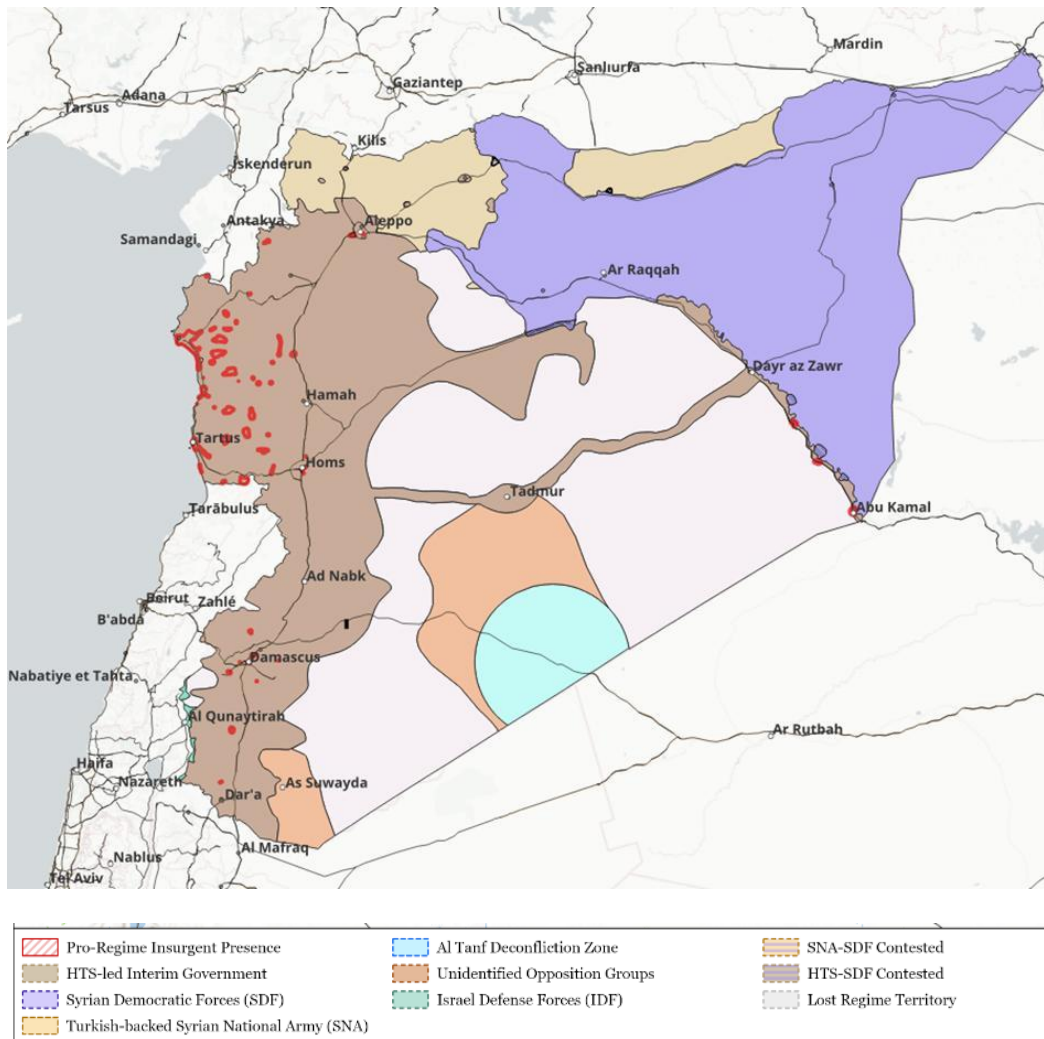 Mardin
Gaziantep
Sanlıurfa
Adana
Tarsus
Kilis
İskenderun
Antakya
Aleppo
Samandagi
Ar Raqqah
Dayr az Zawr
Hamah
Tartus
Homs
Tadmur
Abu Kamal
Tarābulus
Ad Nabk
Beirut
Zahlé
B'abdā
Damascus
Nabatiye et Tahta
Al Qunaytirah
Ar Rutbah
Haifa
Nazareth
As Suwayda
Dar'a
Al Mafraq
Nablus
Tel Aviv
Pro-Regime Insurgent Presence
Al Tanf Deconfliction Zone
SNA-SDF Contested
HTS-led Interim Government
Unidentified Opposition Groups
HTS-SDF Contested
Syrian Democratic Forces (SDF)
Israel Defense Forces (IDF)
Lost Regime Territory
Turkish-backed Syrian National Army (SNA)